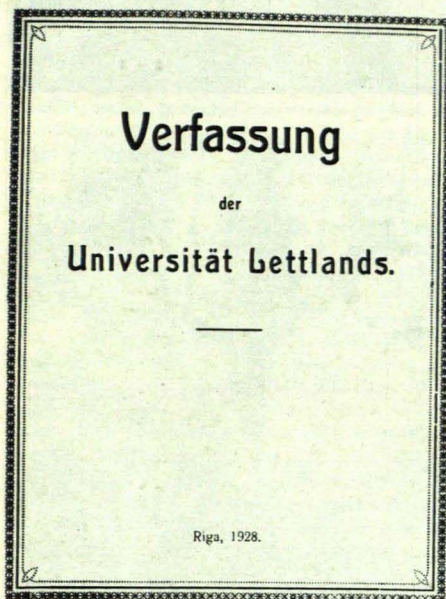 Verfassung
der
Universität Lettlands.
Riga, 1928.